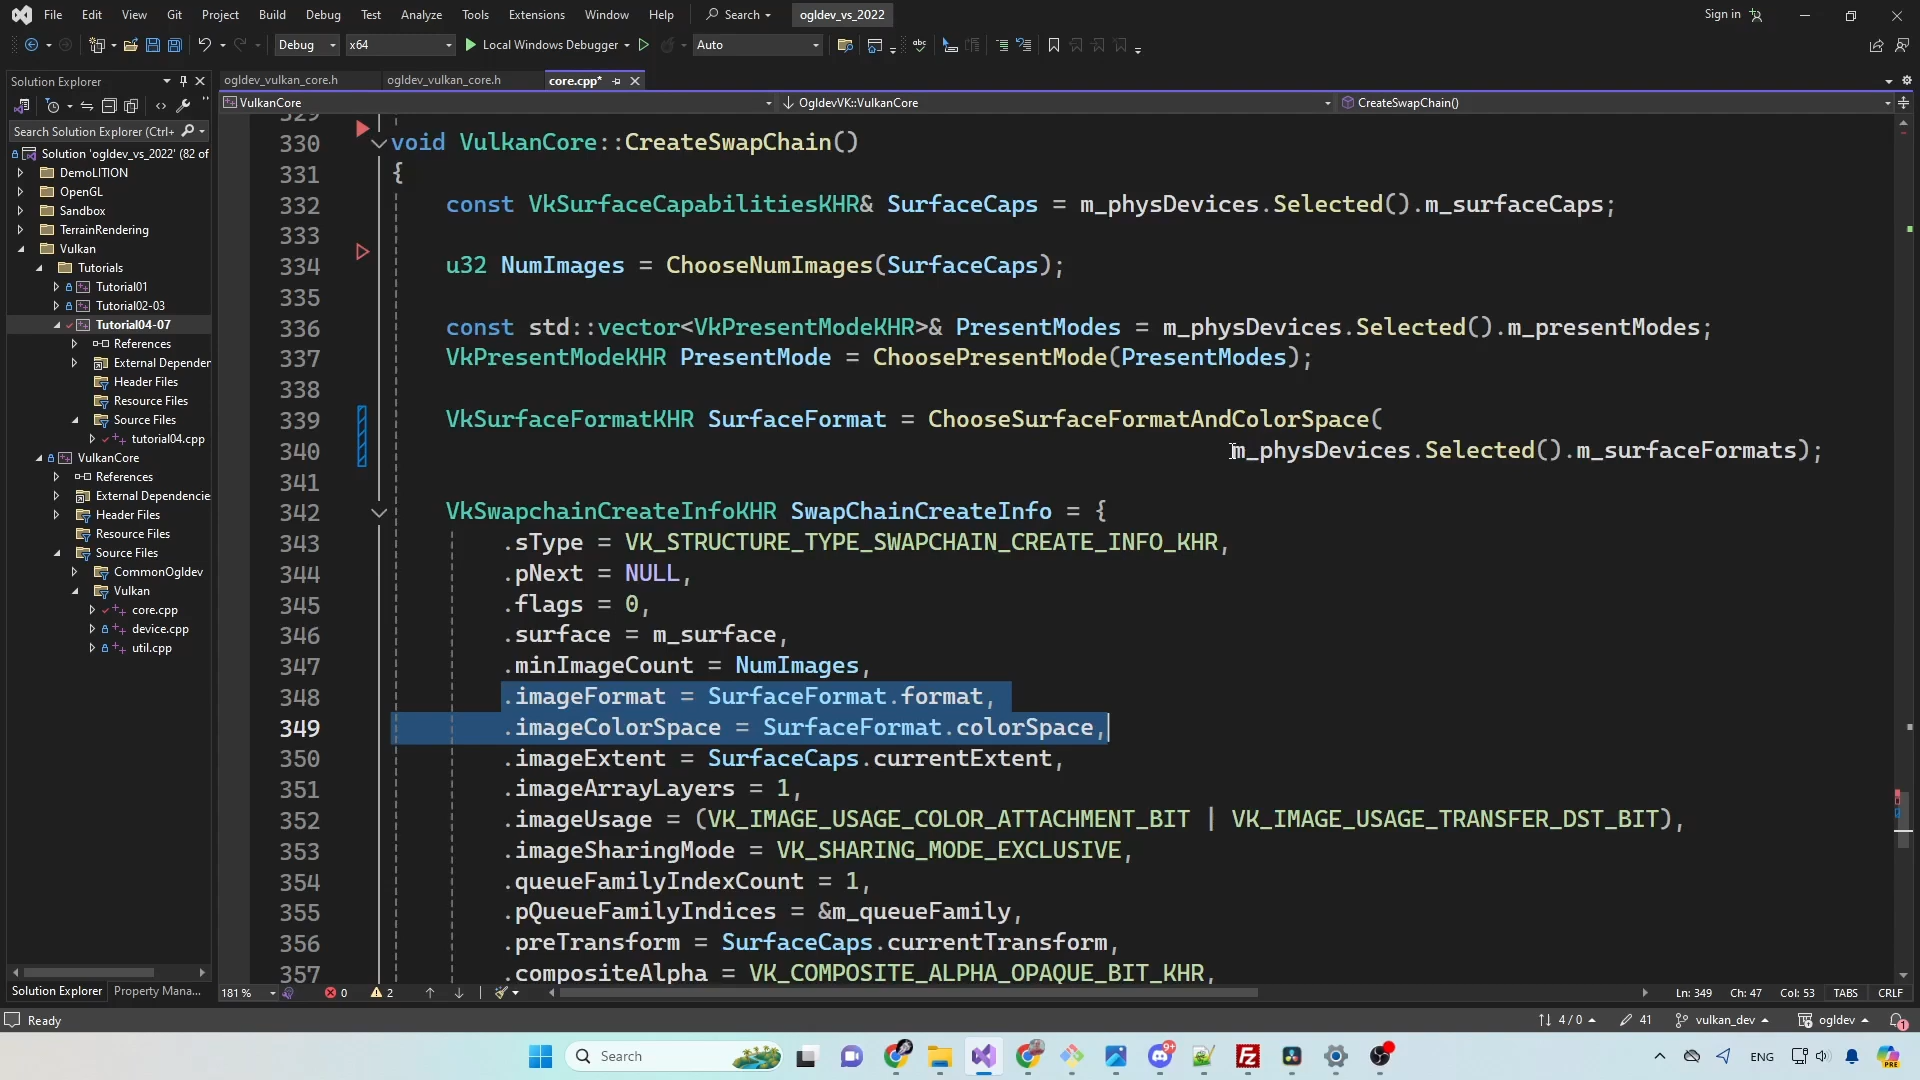 File Edit View Git Project Build Debug Test Analyze Tools Extensions Window Help Search ogldev_vs_2022 Sign in
Debug x64 Local Windows Debugger Auto
Solution Explorer
Search Solution Explorer (Ctrl+
Solution 'ogldev_vs_2022' (82 of
DemoLITION
OpenGL
Sandbox
TerrainRendering
Vulkan
Tutorials
Tutorial01
Tutorial02-03
Tutorial04-07
References
External Depender
Header Files
Resource Files
Source Files
tutorial04.cpp
VulkanCore
References
External Dependencie
Header Files
Resource Files
Source Files
CommonOgldev
Vulkan
core.cpp
device.cpp
util.cpp
Solution Explorer Property Mana...
ogldev_vulkan_core.h ogldev_vulkan_core.h core.cpp*
VulkanCore OgldevVK::VulkanCore CreateSwapChain()
329
330 void VulkanCore::CreateSwapChain()
331 {
332 const VkSurfaceCapabilitiesKHR& SurfaceCaps = m_physDevices.Selected().m_surfaceCaps;
333
334 u32 NumImages = ChooseNumImages(SurfaceCaps);
335
336 const std::vector<VkPresentModeKHR>& PresentModes = m_physDevices.Selected().m_presentModes;
337 VkPresentModeKHR PresentMode = ChoosePresentMode(PresentModes);
338
339 VkSurfaceFormatKHR SurfaceFormat = ChooseSurfaceFormatAndColorSpace(
340 m_physDevices.Selected().m_surfaceFormats);
341
342 VkSwapchainCreateInfoKHR SwapChainCreateInfo = {
343 .sType = VK_STRUCTURE_TYPE_SWAPCHAIN_CREATE_INFO_KHR,
344 .pNext = NULL,
345 .flags = 0,
346 .surface = m_surface,
347 .minImageCount = NumImages,
348 .imageFormat = SurfaceFormat.format,
349 .imageColorSpace = SurfaceFormat.colorSpace,
350 .imageExtent = SurfaceCaps.currentExtent,
351 .imageArrayLayers = 1,
352 .imageUsage = (VK_IMAGE_USAGE_COLOR_ATTACHMENT_BIT | VK_IMAGE_USAGE_TRANSFER_DST_BIT),
353 .imageSharingMode = VK_SHARING_MODE_EXCLUSIVE,
354 .queueFamilyIndexCount = 1,
355 .pQueueFamilyIndices = &m_queueFamily,
356 .preTransform = SurfaceCaps.currentTransform,
357 .compositeAlpha = VK_COMPOSITE_ALPHA_OPAQUE_BIT_KHR,
181 % 0 2 Ln: 349 Ch: 47 Col: 53 TABS CRLF
Ready 4 / 0 41 vulkan_dev ogldev 1
Search 9+ ENG PRE